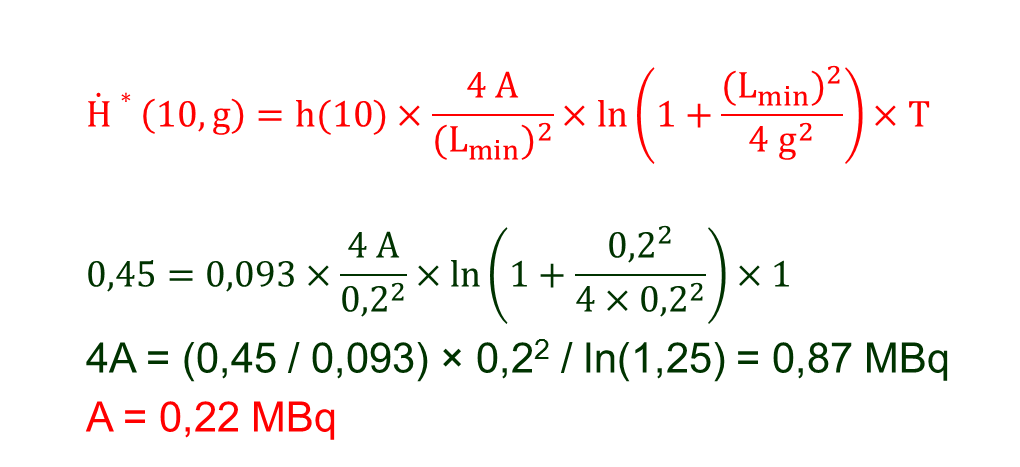 Ḣ * (10, g) = h(10) × 4 A / (Lmin)² × ln(1 + (Lmin)² / 4 g²) × T
0,45 = 0,093 × 4 A / 0,2² × ln(1 + 0,2² / 4 × 0,2²) × 1
4A = (0,45 / 0,093) × 0,2² / ln(1,25) = 0,87 MBq
A = 0,22 MBq